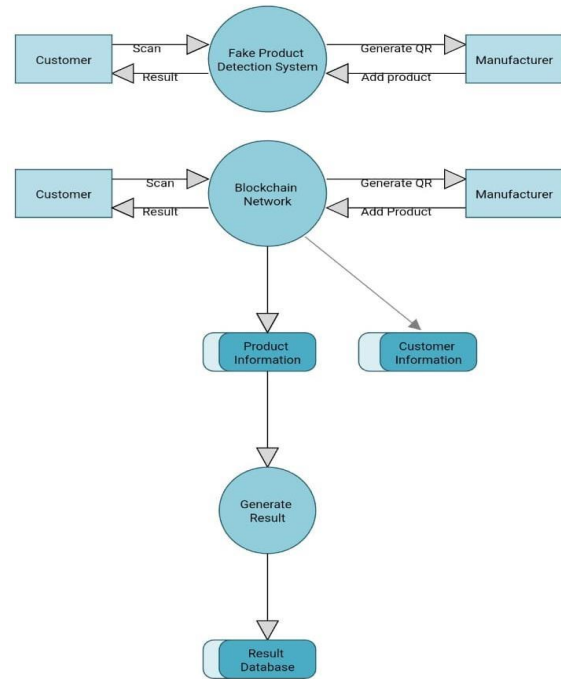 Customer
Scan
Result
Fake Product
Detection System
Generate QR
Add product
Manufacturer
Customer
Scan
Result
Blockchain
Network
Generate QR
Add Product
Manufacturer
Product
Information
Customer
Information
Generate
Result
Result
Database